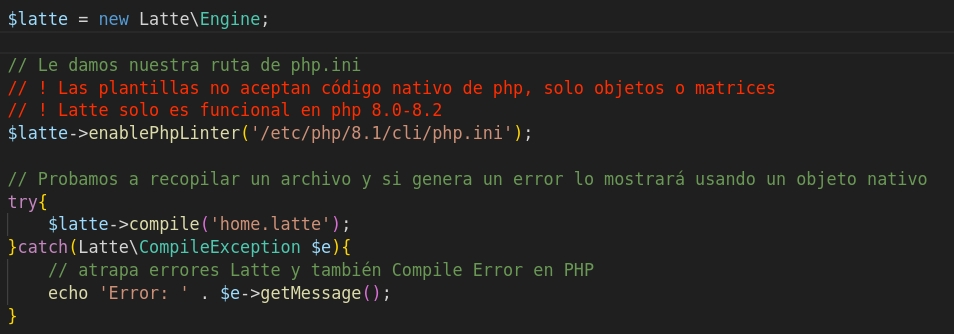 $latte = new Latte\Engine;
// Le damos nuestra ruta de php.ini
// ! Las plantillas no aceptan código nativo de php, solo objetos o matrices
// ! Latte solo es funcional en php 8.0-8.2
$latte->enablePhpLinter('/etc/php/8.1/cli/php.ini');
// Probamos a recopilar un archivo y si genera un error lo mostrará usando un objeto nativo
try{
    $latte->compile('home.latte');
}catch(Latte\CompileException $e){
    // atrapa errores Latte y también Compile Error en PHP
    echo 'Error: ' . $e->getMessage();
}